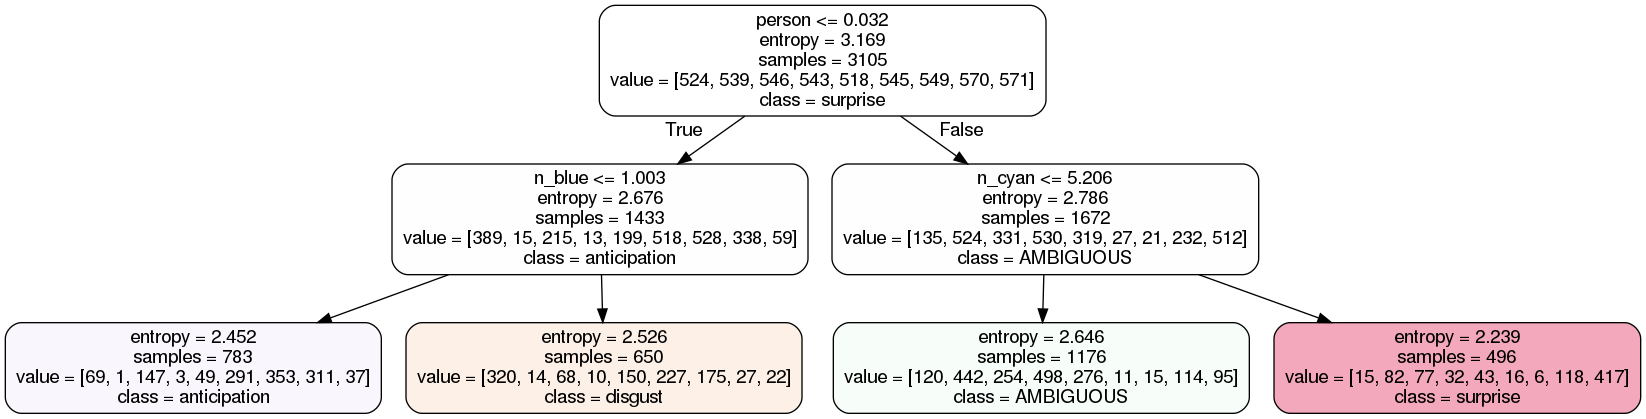 person <= 0.032
entropy = 3.169
samples = 3105
value = [524, 539, 546, 543, 518, 545, 549, 570, 571]
class = surprise
True
False
n_blue <= 1.003
entropy = 2.676
samples = 1433
value = [389, 15, 215, 13, 199, 518, 528, 338, 59]
class = anticipation
n_cyan <= 5.206
entropy = 2.786
samples = 1672
value = [135, 524, 331, 530, 319, 27, 21, 232, 512]
class = AMBIGUOUS
entropy = 2.452
samples = 783
value = [69, 1, 147, 3, 49, 291, 353, 311, 37]
class = anticipation
entropy = 2.526
samples = 650
value = [320, 14, 68, 10, 150, 227, 175, 27, 22]
class = disgust
entropy = 2.646
samples = 1176
value = [120, 442, 254, 498, 276, 11, 15, 114, 95]
class = AMBIGUOUS
entropy = 2.239
samples = 496
value = [15, 82, 77, 32, 43, 16, 6, 118, 417]
class = surprise